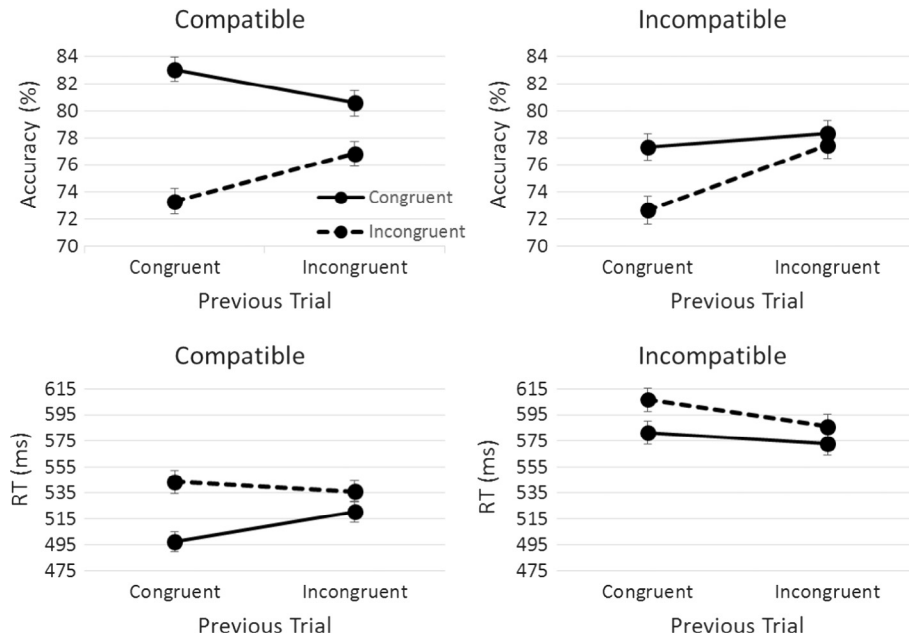 Compatible
Accuracy (%)
84
82
80
78
76
74
72
70
Congruent
Incongruent
Congruent Incongruent
Previous Trial
Incompatible
Accuracy (%)
84
82
80
78
76
74
72
70
Congruent Incongruent
Previous Trial
Compatible
RT (ms)
615
595
575
555
535
515
495
475
Congruent Incongruent
Previous Trial
Incompatible
RT (ms)
615
595
575
555
535
515
495
475
Congruent Incongruent
Previous Trial